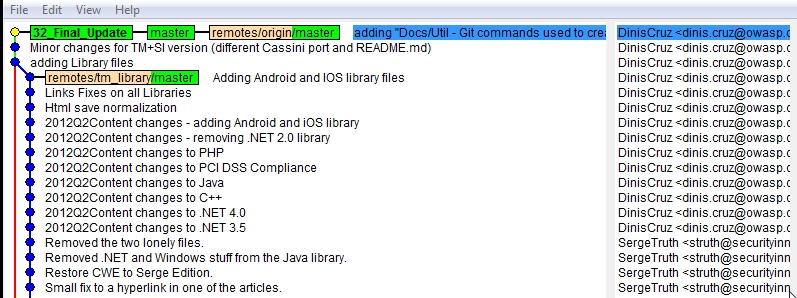 File Edit View Help
32_Final_Update master remotes/origin/master adding "Docs/Util - Git commands used to crea DinisCruz <dinis.cruz@owasp.o
Minor changes for TM+SI version (different Cassini port and README.md) DinisCruz <dinis.cruz@owasp.o
adding Library files DinisCruz <dinis.cruz@owasp.o
remotes/tm_library/master Adding Android and IOS library files DinisCruz <dinis.cruz@owasp.o
Links Fixes on all Libraries DinisCruz <dinis.cruz@owasp.o
Html save normalization DinisCruz <dinis.cruz@owasp.o
2012Q2Content changes - adding Android and iOS library DinisCruz <dinis.cruz@owasp.o
2012Q2Content changes - removing .NET 2.0 library DinisCruz <dinis.cruz@owasp.o
2012Q2Content changes to PHP DinisCruz <dinis.cruz@owasp.o
2012Q2Content changes to PCI DSS Compliance DinisCruz <dinis.cruz@owasp.o
2012Q2Content changes to Java DinisCruz <dinis.cruz@owasp.o
2012Q2Content changes to C++ DinisCruz <dinis.cruz@owasp.o
2012Q2Content changes to .NET 4.0 DinisCruz <dinis.cruz@owasp.o
2012Q2Content changes to .NET 3.5 DinisCruz <dinis.cruz@owasp.o
Removed the two lonely files. SergeTruth <struth@securityinn
Removed .NET and Windows stuff from the Java library. SergeTruth <struth@securityinn
Restore CWE to Serge Edition. SergeTruth <struth@securityinn
Small fix to a hyperlink in one of the articles. SergeTruth <struth@securityinn